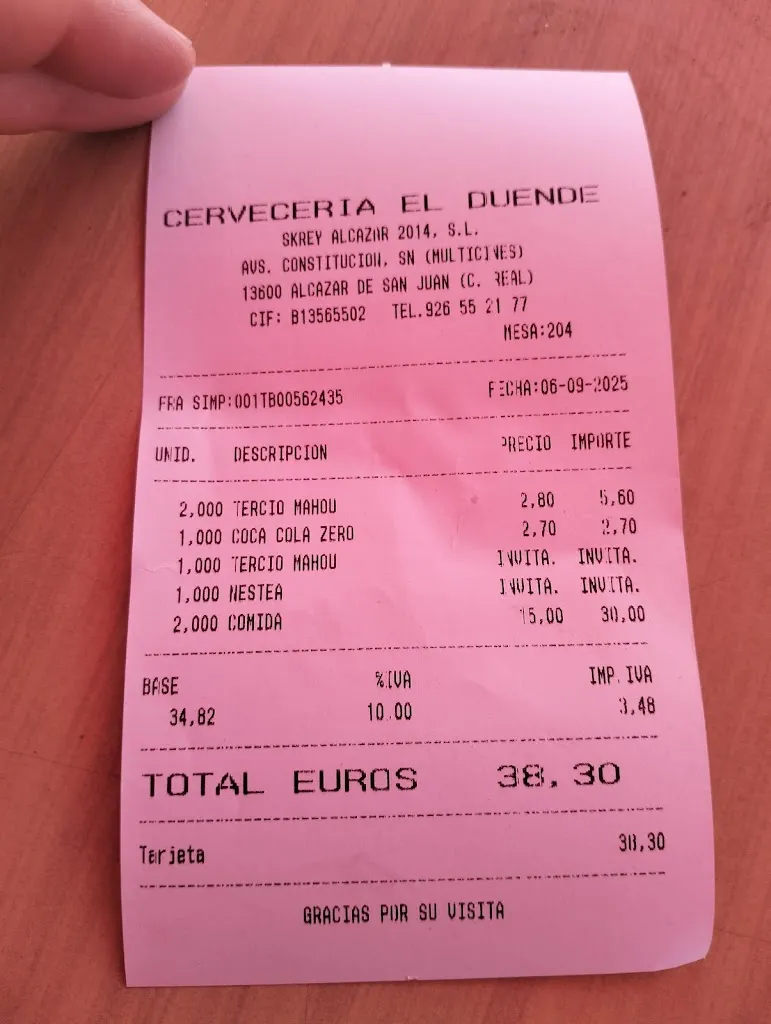 CERVECERIA EL DUENDE
SKREY ALCAZAR 2014, S.L.
AVS. CONSTITUCION, SN (MULTICINES)
13600 ALCAZAR DE SAN JUAN (C. REAL)
CIF: B13565502 TEL.926 55 21 77
MESA:204
FRA SIMP:001TB00562435 FECHA:06-09-2025
UNID. DESCRIPCION PRECIO IMPORTE
2,000 TERCIO MAHOU 2,80 5,60
1,000 COCA COLA ZERO 2,70 2,70
1,000 TERCIO MAHOU INVITA. INVITA.
1,000 NESTEA INVITA. INVITA.
2,000 COMIDA 15,00 30,00
BASE %IVA IMP. IVA
34,82 10.00 3,48
TOTAL EUROS 38,30
Tarjeta 38,30
GRACIAS POR SU VISITA